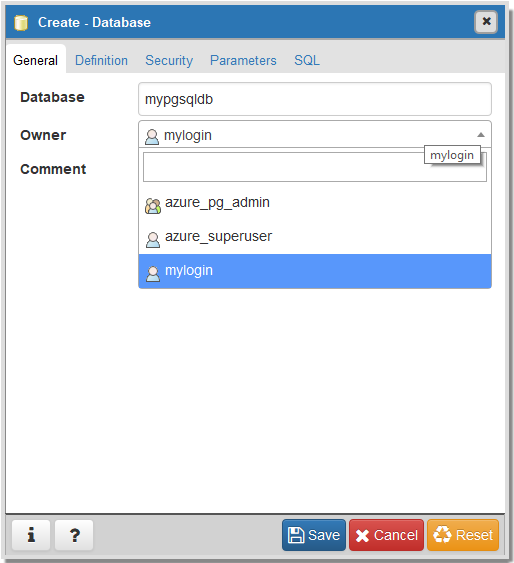 Create - Database
General Definition Security Parameters SQL
Database mypgsqldb
Owner mylogin
mylogin
Comment
azure_pg_admin
azure_superuser
mylogin
i ? Save Cancel Reset